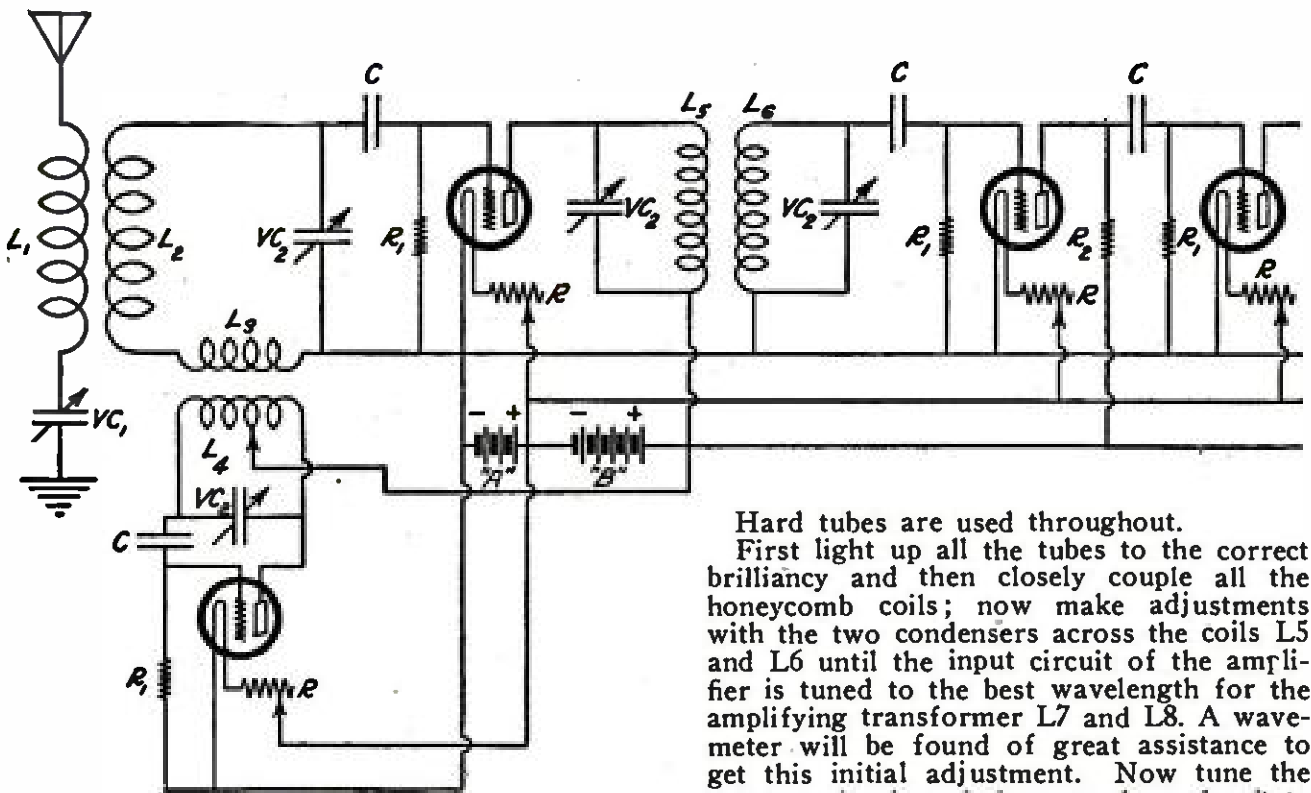 C
C
C
L5 L6
L1
L2
VC2
R1
VC2
VC2
R1
R2
R1
R
R
R
L3
VC1
L4
- + - +
"A" "B"
VC2
C
R1
R
Hard tubes are used throughout.
First light up all the tubes to the correct
brilliancy and then closely couple all the
honeycomb coils; now make adjustments
with the two condensers across the coils L5
and L6 until the input circuit of the ampli-
fier is tuned to the best wavelength for the
amplifying transformer L7 and L8. A wave-
meter will be found of great assistance to
get this initial adjustment. Now tune the